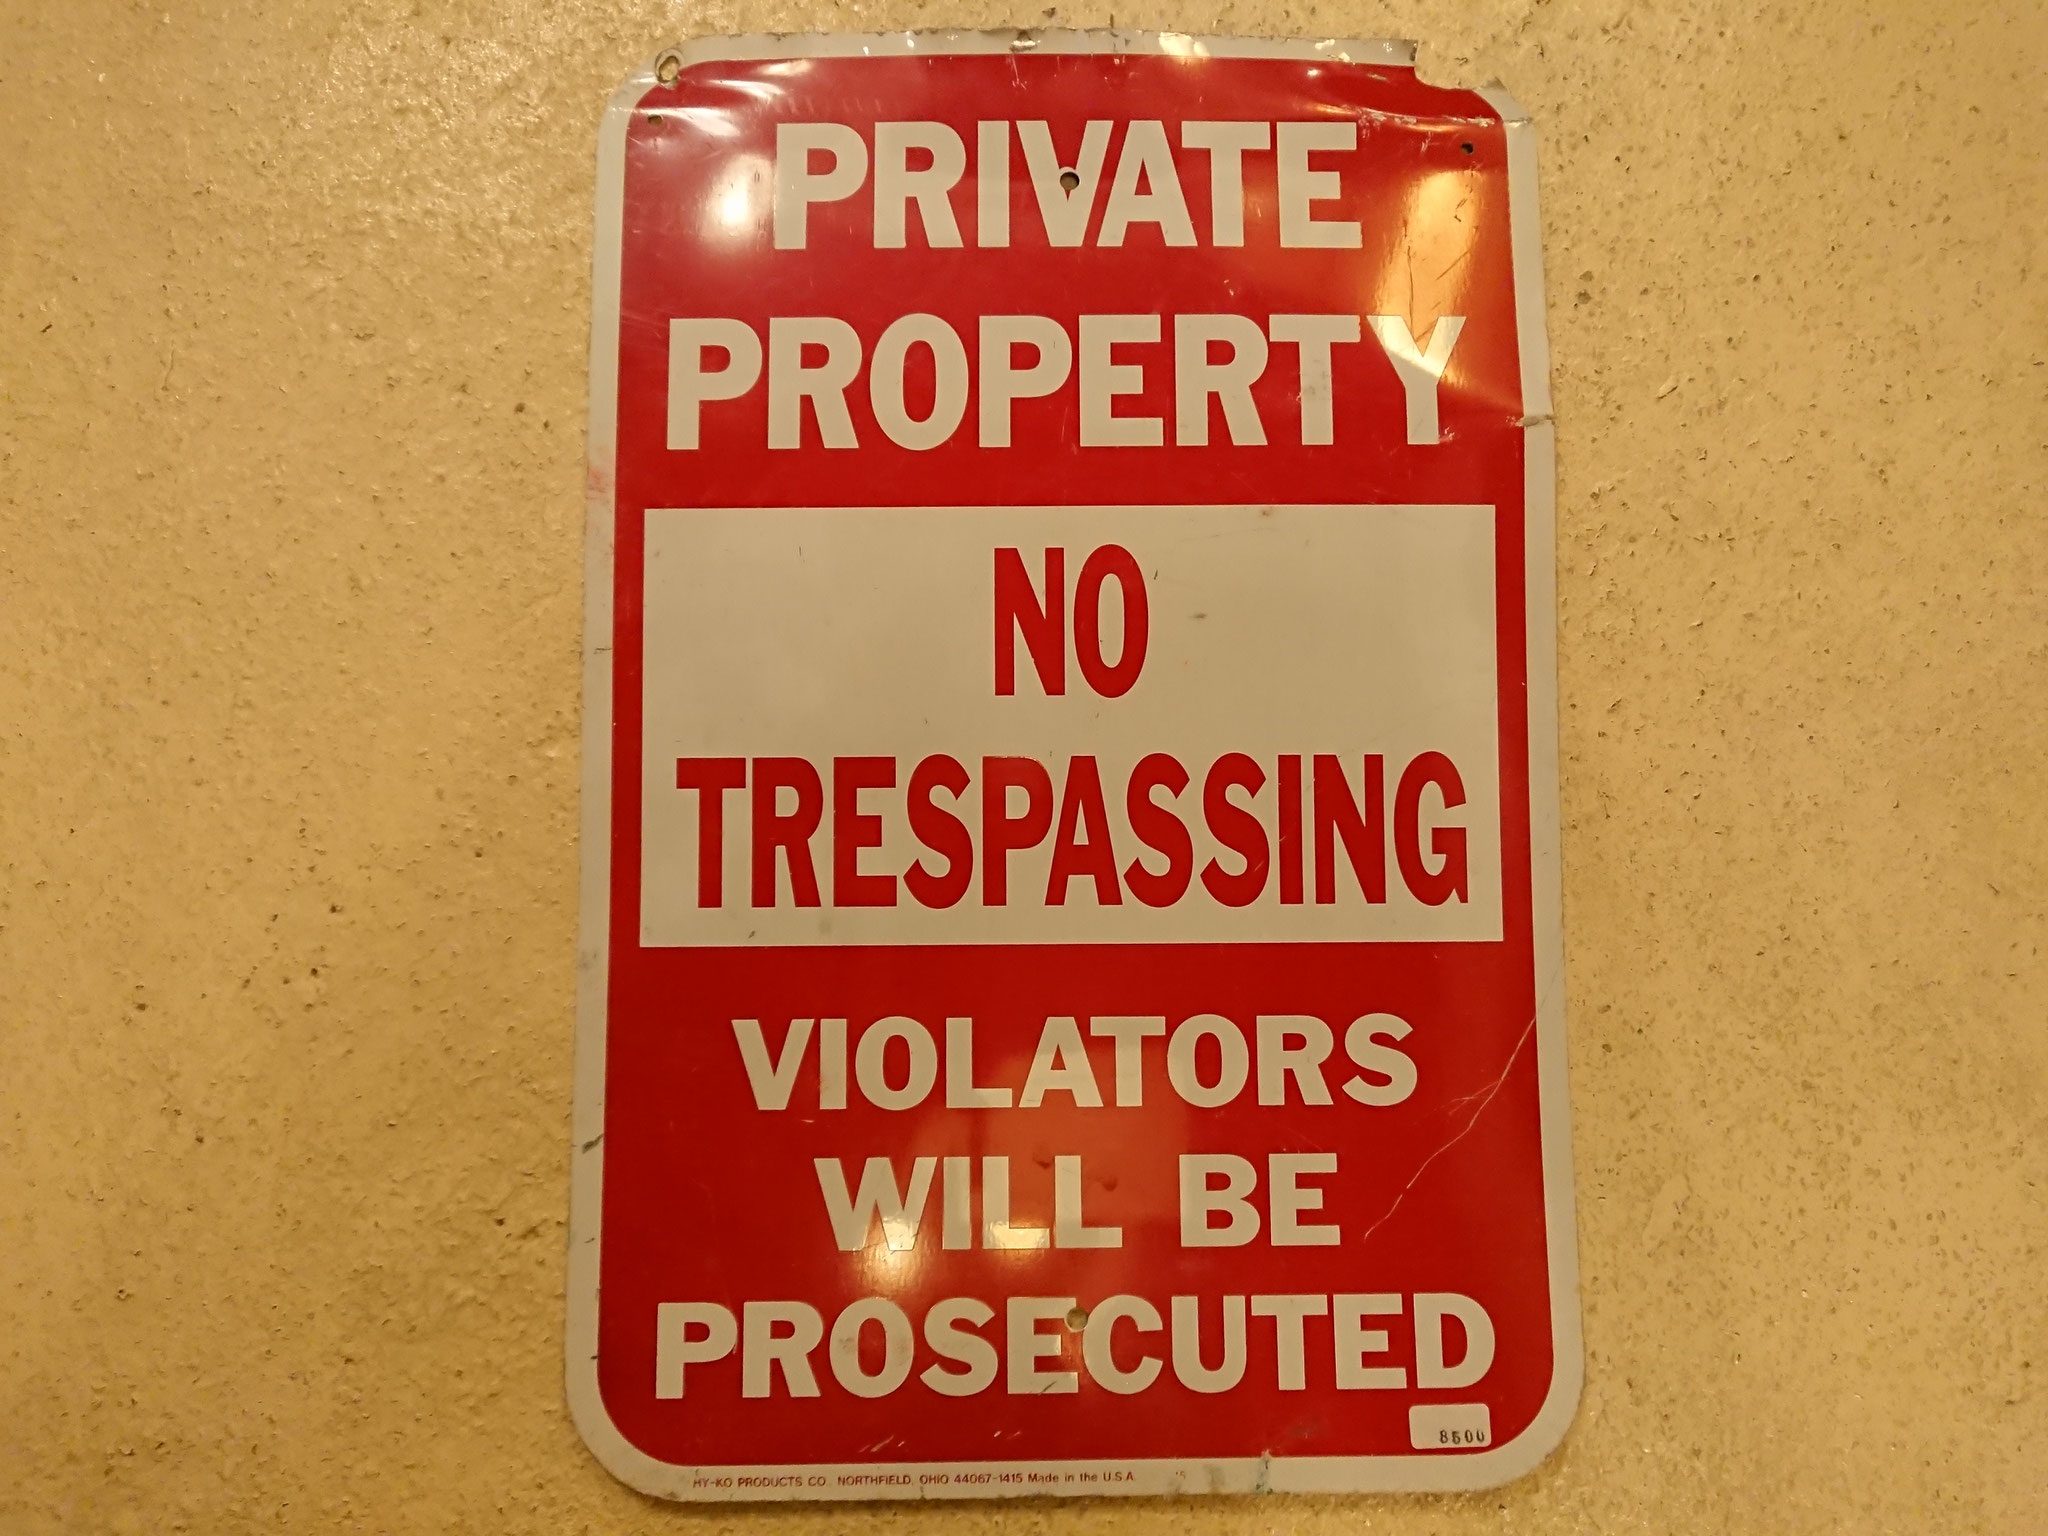 PRIVATE
PROPERTY
NO
TRESPASSING
VIOLATORS
WILL BE
PROSECUTED
8500
HY-KO PRODUCTS CO. NORTHFIELD, OHIO 44067-1415 Made in the U.S.A.